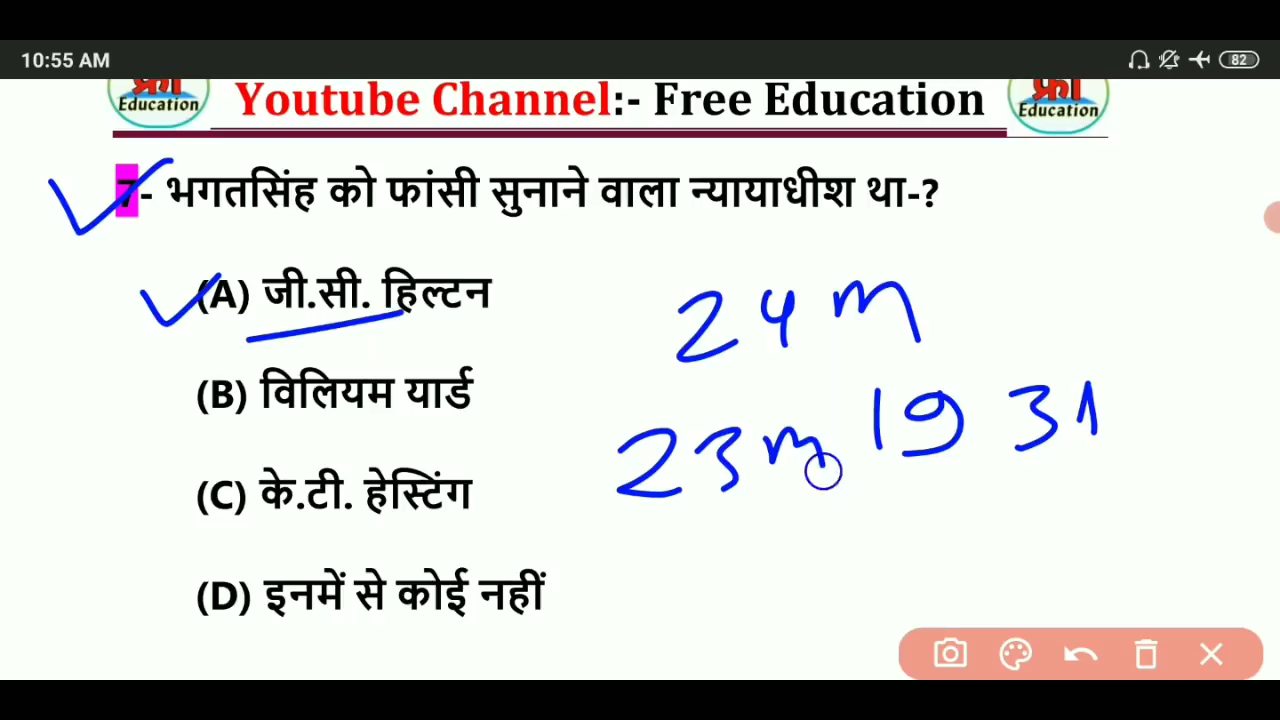 10:55 AM 82
फ्री Education Youtube Channel:- Free Education फ्री Education
7- भगतसिंह को फांसी सुनाने वाला न्यायाधीश था-?
(A) जी.सी. हिल्टन
24 m
(B) विलियम यार्ड
23 m 1931
(C) के.टी. हेस्टिंग
(D) इनमें से कोई नहीं